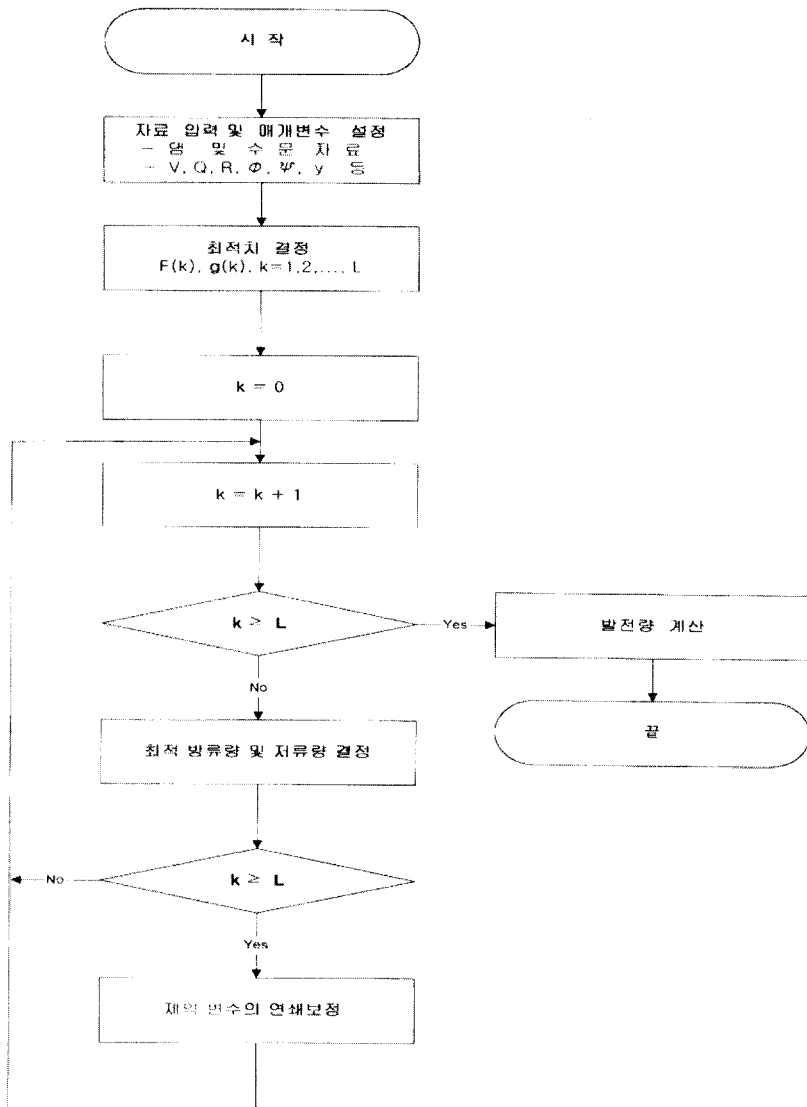 시 작
자료 입력 및 매개변수 설정
- 댐 및 수문 자료
- V, Q, R, Φ, Ψ, y 등
최적치 결정
F(k), g(k), k=1,2,..., L
k = 0
k = k + 1
k ≥ L
Yes
발전량 계산
No
끝
최적 방류량 및 저류량 결정
k ≥ L
No
Yes
제약 변수의 연쇄보정